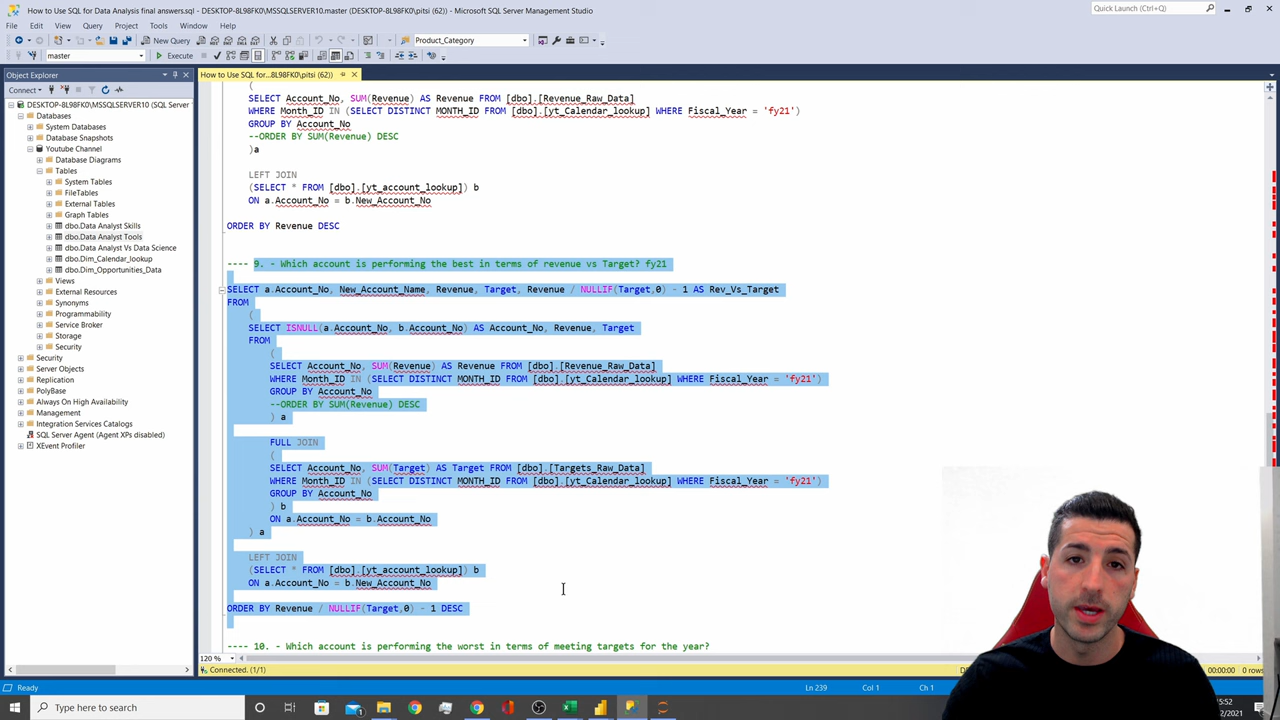 How to Use SQL for Data Analysis final answers.sql - DESKTOP-8L98FK0\MSSQLSERVER10.master (DESKTOP-8L98FK0\pitsi (62)) - Microsoft SQL Server Management Studio
Quick Launch (Ctrl+Q)
File Edit View Query Project Tools Window Help
New Query
Product_Category
master
Execute
Object Explorer
How to Use SQL for...8L98FK0\pitsi (62))
Connect
DESKTOP-8L98FK0\MSSQLSERVER10 (SQL Server
Databases
System Databases
Database Snapshots
Youtube Channel
Database Diagrams
Tables
System Tables
FileTables
External Tables
Graph Tables
dbo.Data Analyst Skills
dbo.Data Analyst Tools
dbo.Data Analyst Vs Data Science
dbo.Dim_Calendar_lookup
dbo.Dim_Opportunities_Data
Views
External Resources
Synonyms
Programmability
Service Broker
Storage
Security
Security
Server Objects
Replication
PolyBase
Always On High Availability
Management
Integration Services Catalogs
SQL Server Agent (Agent XPs disabled)
XEvent Profiler
(
SELECT Account_No, SUM(Revenue) AS Revenue FROM [dbo].[Revenue_Raw_Data]
WHERE Month_ID IN (SELECT DISTINCT MONTH_ID FROM [dbo].[yt_Calendar_lookup] WHERE Fiscal_Year = 'fy21')
GROUP BY Account_No
--ORDER BY SUM(Revenue) DESC
)a
LEFT JOIN
(SELECT * FROM [dbo].[yt_account_lookup]) b
ON a.Account_No = b.New_Account_No
ORDER BY Revenue DESC
---- 9. - Which account is performing the best in terms of revenue vs Target? fy21
SELECT a.Account_No, New_Account_Name, Revenue, Target, Revenue / NULLIF(Target,0) - 1 AS Rev_Vs_Target
FROM
(
SELECT ISNULL(a.Account_No, b.Account_No) AS Account_No, Revenue, Target
FROM
(
SELECT Account_No, SUM(Revenue) AS Revenue FROM [dbo].[Revenue_Raw_Data]
WHERE Month_ID IN (SELECT DISTINCT MONTH_ID FROM [dbo].[yt_Calendar_lookup] WHERE Fiscal_Year = 'fy21')
GROUP BY Account_No
--ORDER BY SUM(Revenue) DESC
) a
FULL JOIN
(
SELECT Account_No, SUM(Target) AS Target FROM [dbo].[Targets_Raw_Data]
WHERE Month_ID IN (SELECT DISTINCT MONTH_ID FROM [dbo].[yt_Calendar_lookup] WHERE Fiscal_Year = 'fy21')
GROUP BY Account_No
) b
ON a.Account_No = b.Account_No
) a
LEFT JOIN
(SELECT * FROM [dbo].[yt_account_lookup]) b
ON a.Account_No = b.New_Account_No
ORDER BY Revenue / NULLIF(Target,0) - 1 DESC
---- 10. - Which account is performing the worst in terms of meeting targets for the year?
120 %
Connected. (1/1)
00:00:00 0 rows
Ready
Ln 239 Col 1 Ch 1
Type here to search